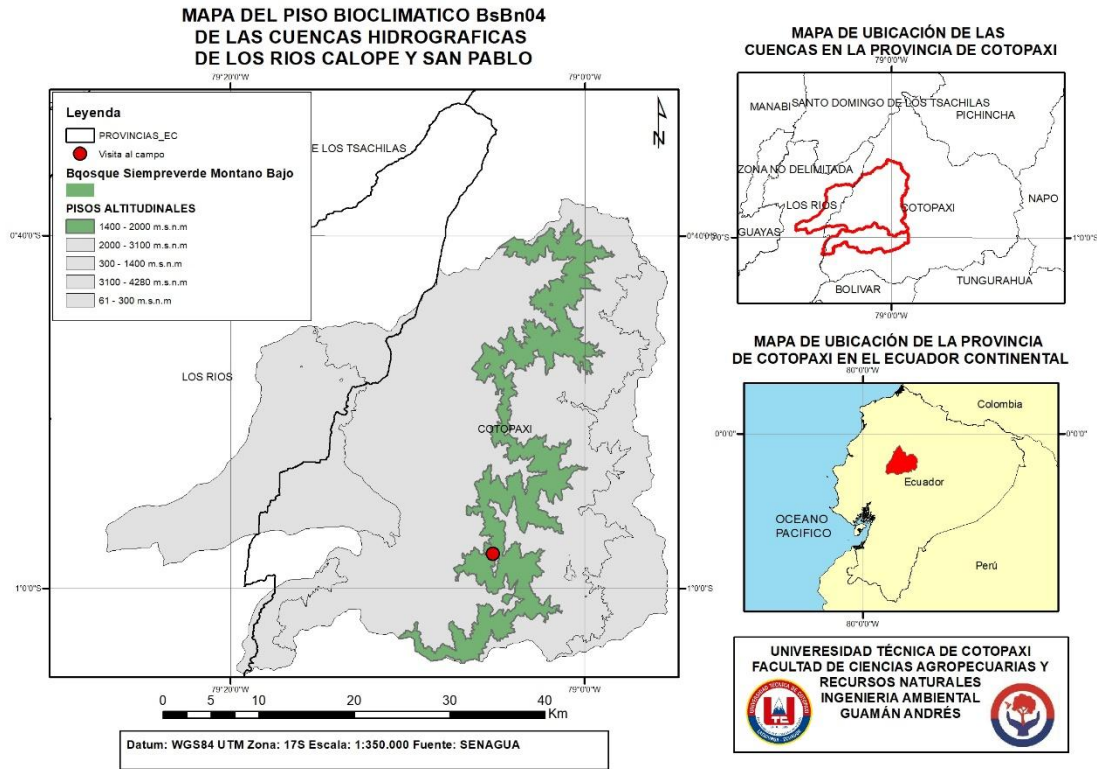 MAPA DEL PISO BIOCLIMATICO BsBn04
DE LAS CUENCAS HIDROGRAFICAS
DE LOS RIOS CALOPE Y SAN PABLO
79°20'0"W
79°0'0"W
Leyenda
PROVINCIAS_EC
Visita al campo
Bqosque Siempreverde Montano Bajo
PISOS ALTITUDINALES
1400 - 2000 m.s.n.m
2000 - 3100 m.s.n.m
300 - 1400 m.s.n.m
3100 - 4280 m.s.n.m
61 - 300 m.s.n.m
N
E LOS TSACHILAS
0°40'0"S
0°40'0"S
LOS RIOS
COTOPAXI
1°0'0"S
1°0'0"S
79°20'0"W
79°0'0"W
0 5 10 20 30 40
Km
Datum: WGS84 UTM Zona: 17S Escala: 1:350.000 Fuente: SENAGUA
MAPA DE UBICACIÓN DE LAS
CUENCAS EN LA PROVINCIA DE COTOPAXI
79°0'0"W
MANABI
SANTO DOMINGO DE LOS TSACHILAS
PICHINCHA
ZONA NO DELIMITADA
LOS RIOS
COTOPAXI
NAPO
GUAYAS
1°0'0"S
1°0'0"S
BOLIVAR
TUNGURAHUA
79°0'0"W
MAPA DE UBICACIÓN DE LA PROVINCIA
DE COTOPAXI EN EL ECUADOR CONTINENTAL
80°0'0"W
Colombia
0°0'0"
0°0'0"
Ecuador
OCEANO
PACIFICO
Perú
80°0'0"W
UNIVERESIDAD TÉCNICA DE COTOPAXI
FACULTAD DE CIENCIAS AGROPECUARIAS Y
RECURSOS NATURALES
INGENIERIA AMBIENTAL
GUAMÁN ANDRÉS